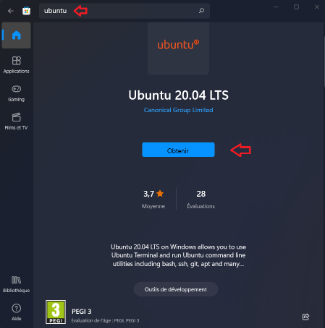 ubuntu
ubuntu®
Ubuntu 20.04 LTS
Canonical Group Limited
Applications
Gaming
Films et TV
Obtenir
3,7
28
Moyenne
Évaluations
Ubuntu 20.04 LTS on Windows allows you to use
Ubuntu Terminal and run Ubuntu command line
utilities including bash, ssh, git, apt and many...
Outils de développement
Bibliothèque
Aide
3
PEGI
PEGI 3
Évaluation de l'âge : PEGI, PEGI 3